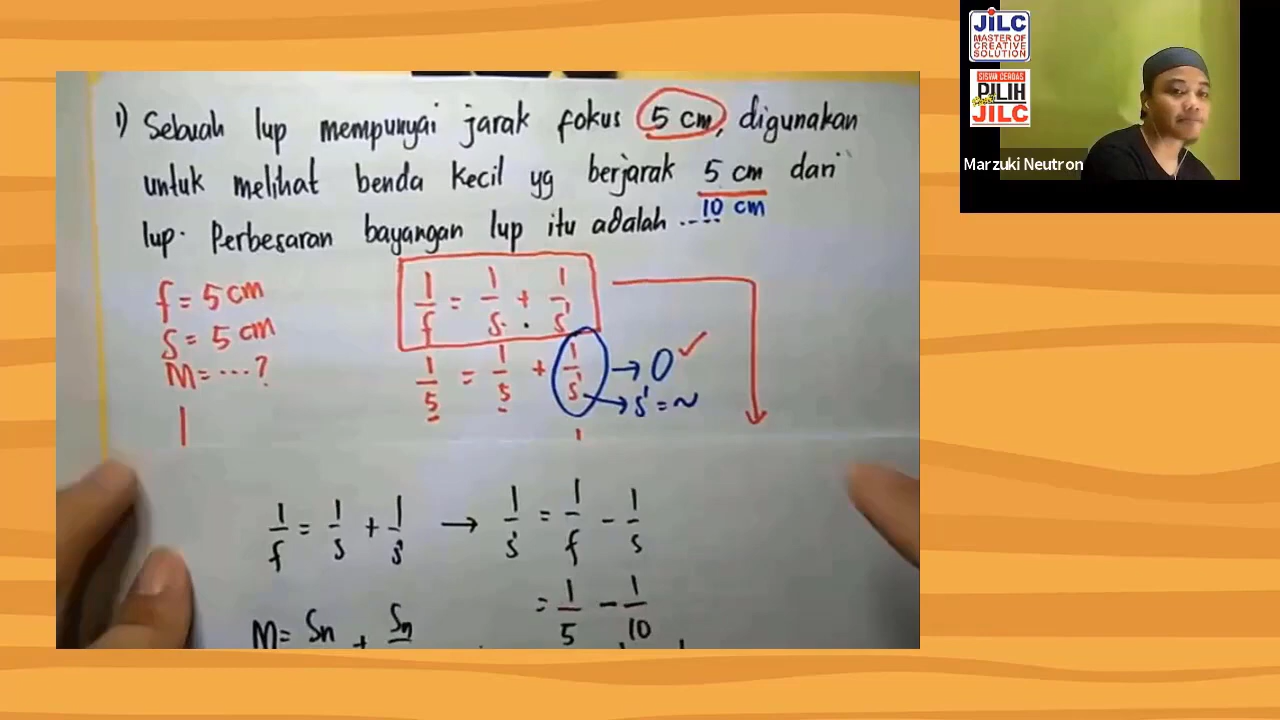 1) Sebuah lup mempunyai jarak fokus 5 cm, digunakan
untuk melihat benda kecil yg berjarak 5 cm dari
10 cm
lup. Perbesaran bayangan lup itu adalah ....
f = 5 cm
s = 5 cm
M = ... ?
1/f = 1/s + 1/s'
1/5 = 1/5 + 1/s' → 0 ✓
→ s' = ~
1/f = 1/s + 1/s' → 1/s' = 1/f - 1/s
= 1/5 - 1/10
M = Sn + Sn
JILC
MASTER OF
CREATIVE
SOLUTION
SISWA CERDAS
PILIH
JILC
Marzuki Neutron